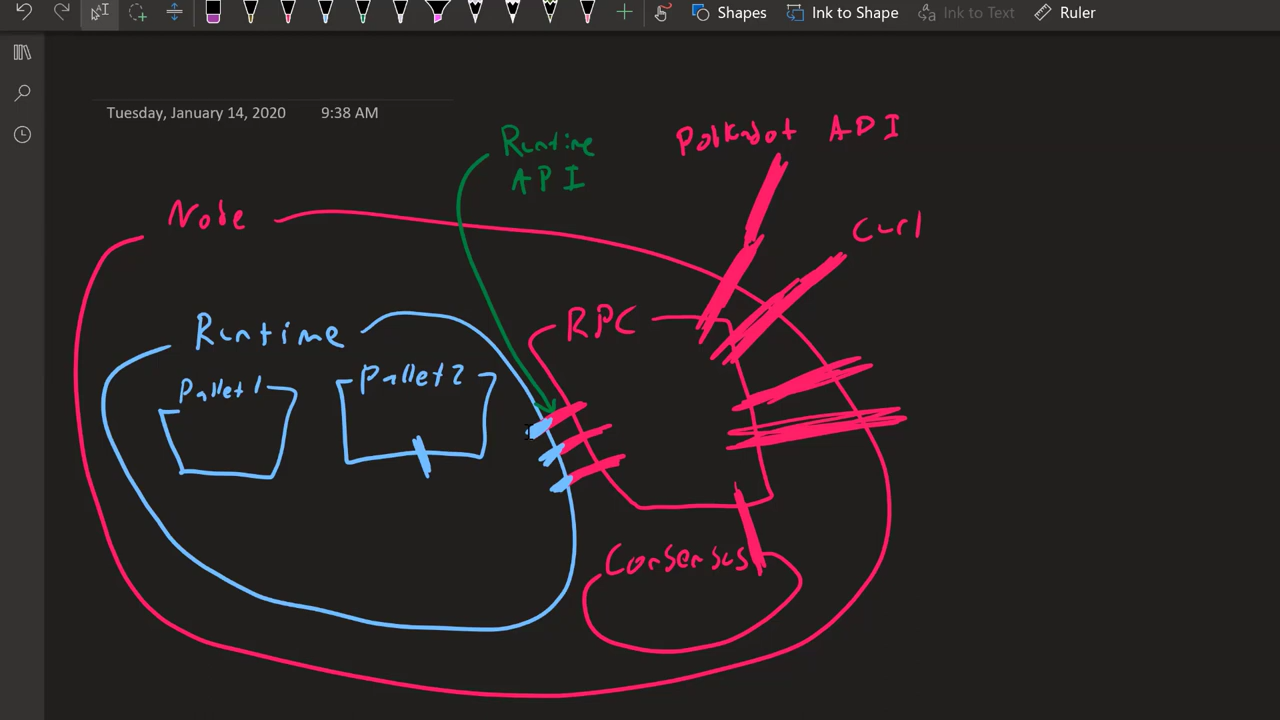 Shapes
Ink to Shape
Ink to Text
Ruler
Tuesday, January 14, 2020 9:38 AM
Runtime
API
Polkadot API
Node
Curl
RPC
Runtime
Pallet 1
Pallet 2
Consensus